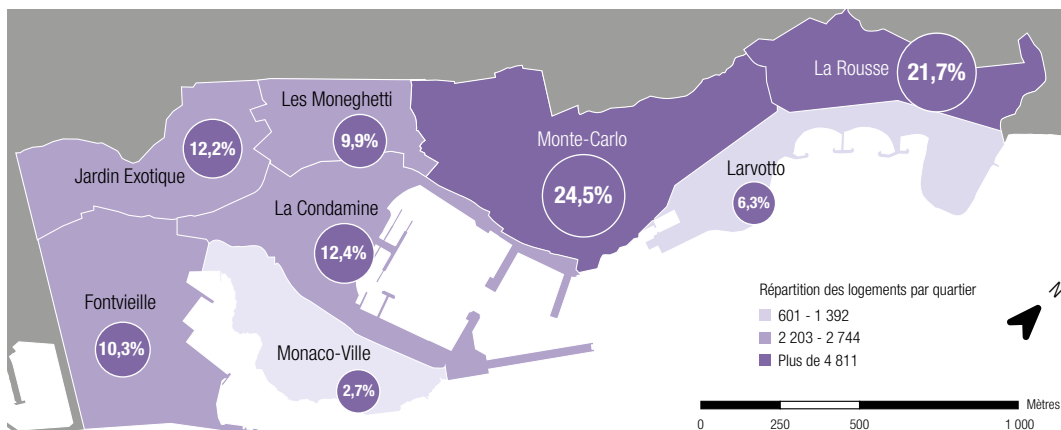 La Rousse
21,7%
Les Moneghetti
9,9%
Monte-Carlo
24,5%
12,2%
Jardin Exotique
Larvotto
6,3%
La Condamine
12,4%
Fontvieille
10,3%
Monaco-Ville
2,7%
Répartition des logements par quartier
601 - 1 392
2 203 - 2 744
Plus de 4 811
N
Mètres
0 250 500 1 000